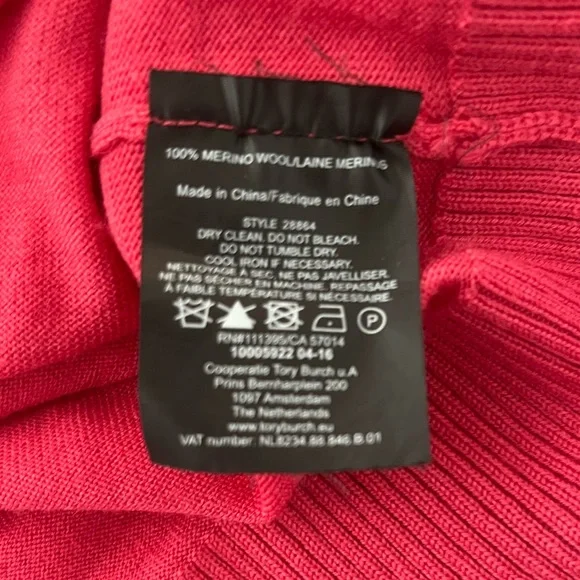 100% MERINO WOOL/LAINE MERINOS
Made in China/Fabrique en Chine
STYLE 28864
DRY CLEAN. DO NOT BLEACH.
DO NOT TUMBLE DRY.
COOL IRON IF NECESSARY.
NETTOYAGE À SEC. NE PAS JAVELLISER.
NE PAS SÉCHER EN MACHINE. REPASSAGE
À FAIBLE TEMPÉRATURE SI NÉCESSAIRE.
P
RN#111395/CA 57014
10005922 04-16
Cooperatie Tory Burch u.A
Prins Bernharplein 200
1097 Amsterdam
The Netherlands
www.toryburch.eu
VAT number: NL8234.88.846.B.01